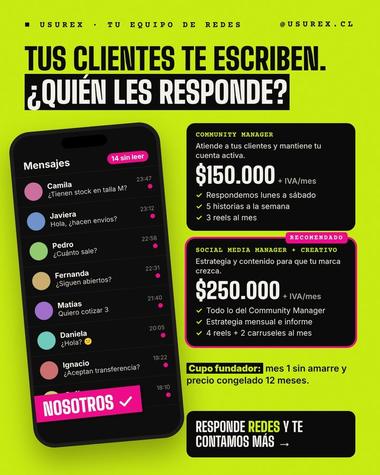 USUREX · TU EQUIPO DE REDES
@USUREX.CL
TUS CLIENTES TE ESCRIBEN.
¿QUIÉN LES RESPONDE?
Mensajes
14 sin leer
Camila
23:47
¿Tienen stock en talla M?
Javiera
23:12
Hola, ¿hacen envíos?
Pedro
22:58
¿Cuánto sale?
Fernanda
22:31
¿Siguen abiertos?
Matías
21:40
Quiero cotizar 3
Daniela
20:05
¿Hola? 😕
Ignacio
19:22
¿Aceptan transferencia?
18:10
NOSOTROS ✓
COMMUNITY MANAGER
Atiende a tus clientes y mantiene tu
cuenta activa.
$150.000 + IVA/mes
✓ Respondemos lunes a sábado
✓ 5 historias a la semana
✓ 3 reels al mes
RECOMENDADO
SOCIAL MEDIA MANAGER + CREATIVO
Estrategia y contenido para que tu marca
crezca.
$250.000 + IVA/mes
✓ Todo lo del Community Manager
✓ Estrategia mensual e informe
✓ 4 reels + 2 carruseles al mes
Cupo fundador: mes 1 sin amarre y
precio congelado 12 meses.
RESPONDE REDES Y TE
CONTAMOS MÁS →